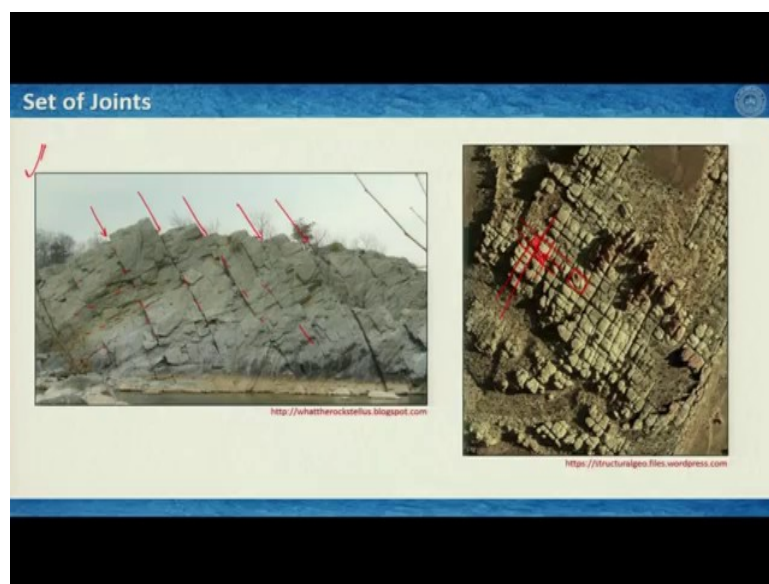 Set of Joints
http://whattherockstellus.blogspot.com
https://structuralgeo.files.wordpress.com